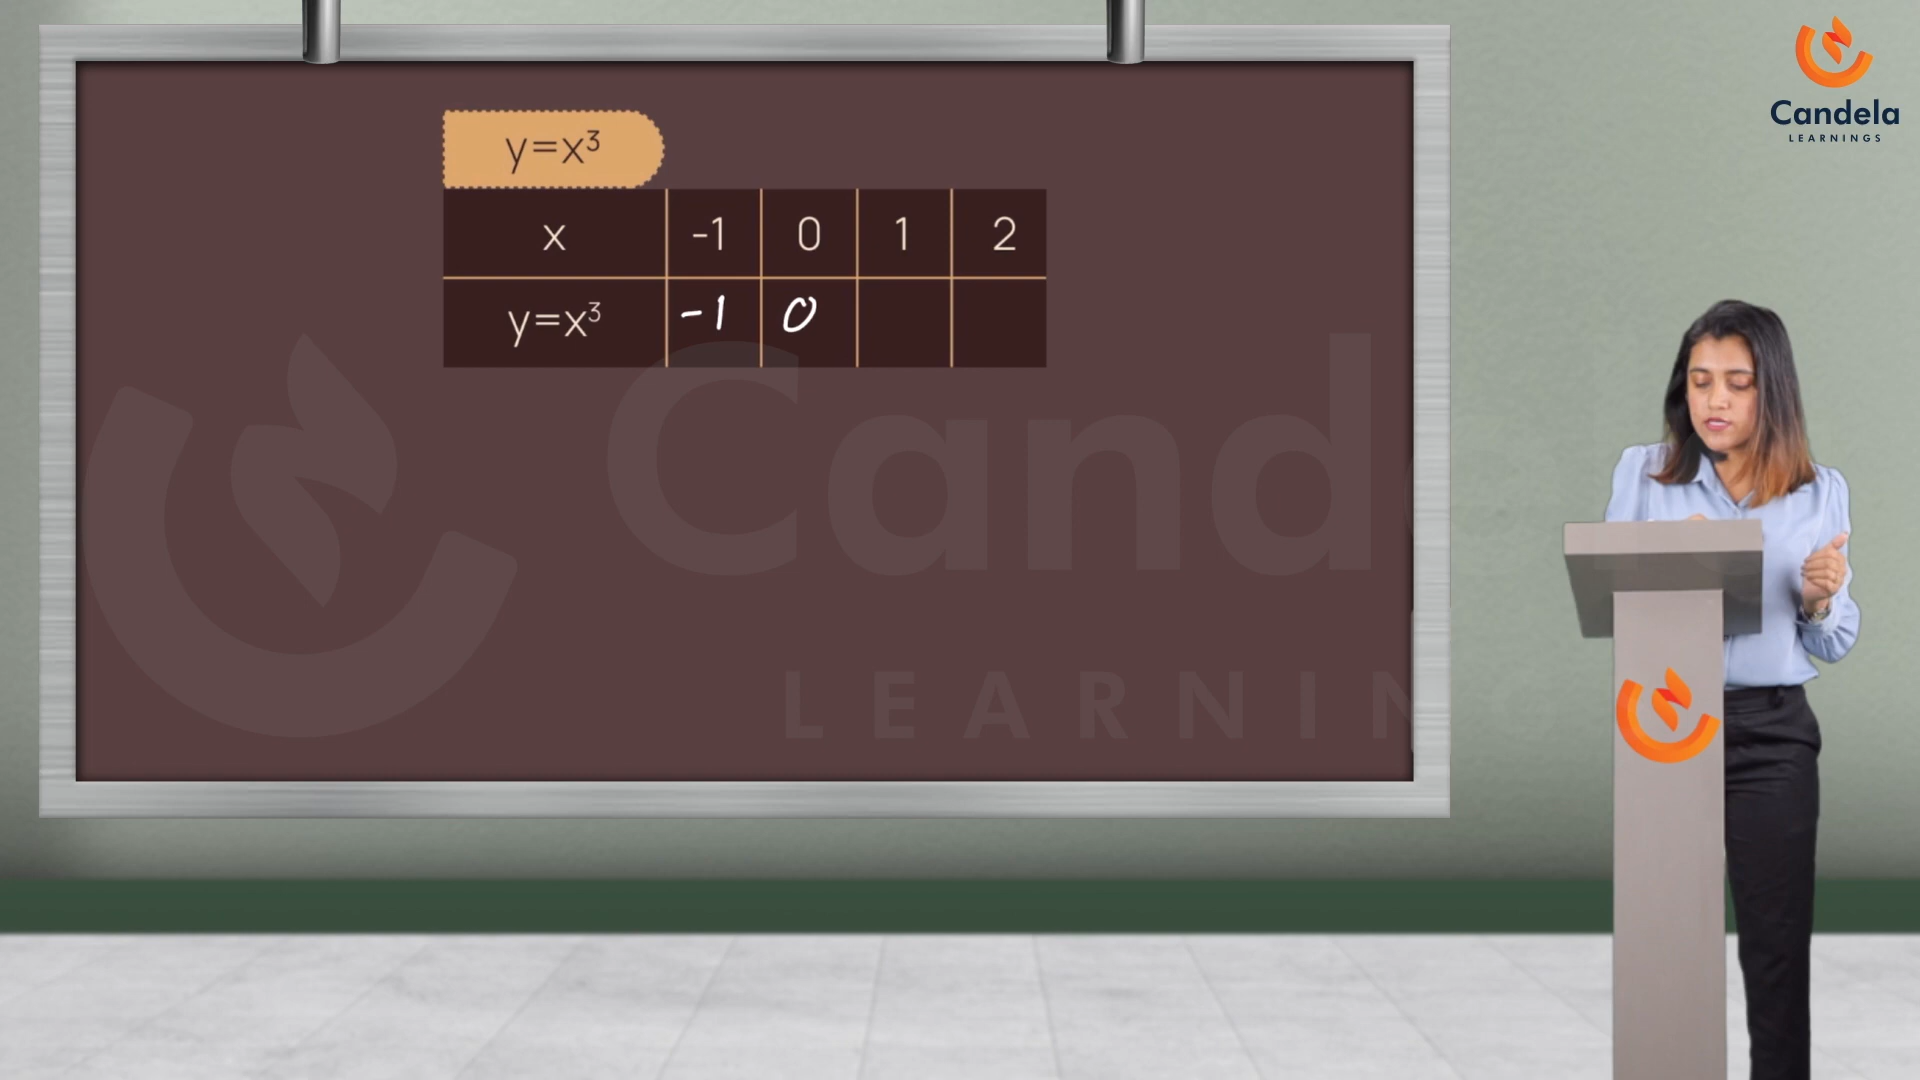 Candela
LEARNINGS
y=x³
x -1 0 1 2
y=x³ -1 0
Cand
LEARNIN